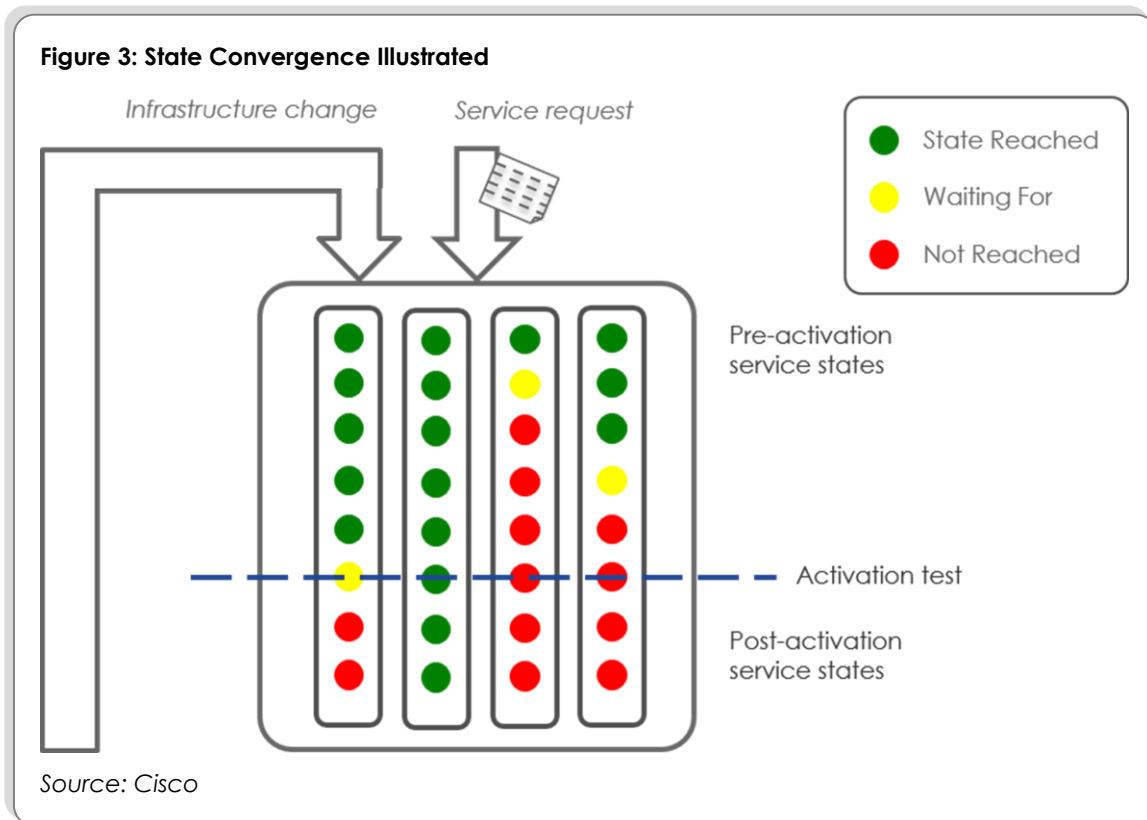 Figure 3: State Convergence Illustrated
Infrastructure change
Service request
State Reached
Waiting For
Not Reached
Pre-activation
service states
Activation test
Post-activation
service states
Source: Cisco